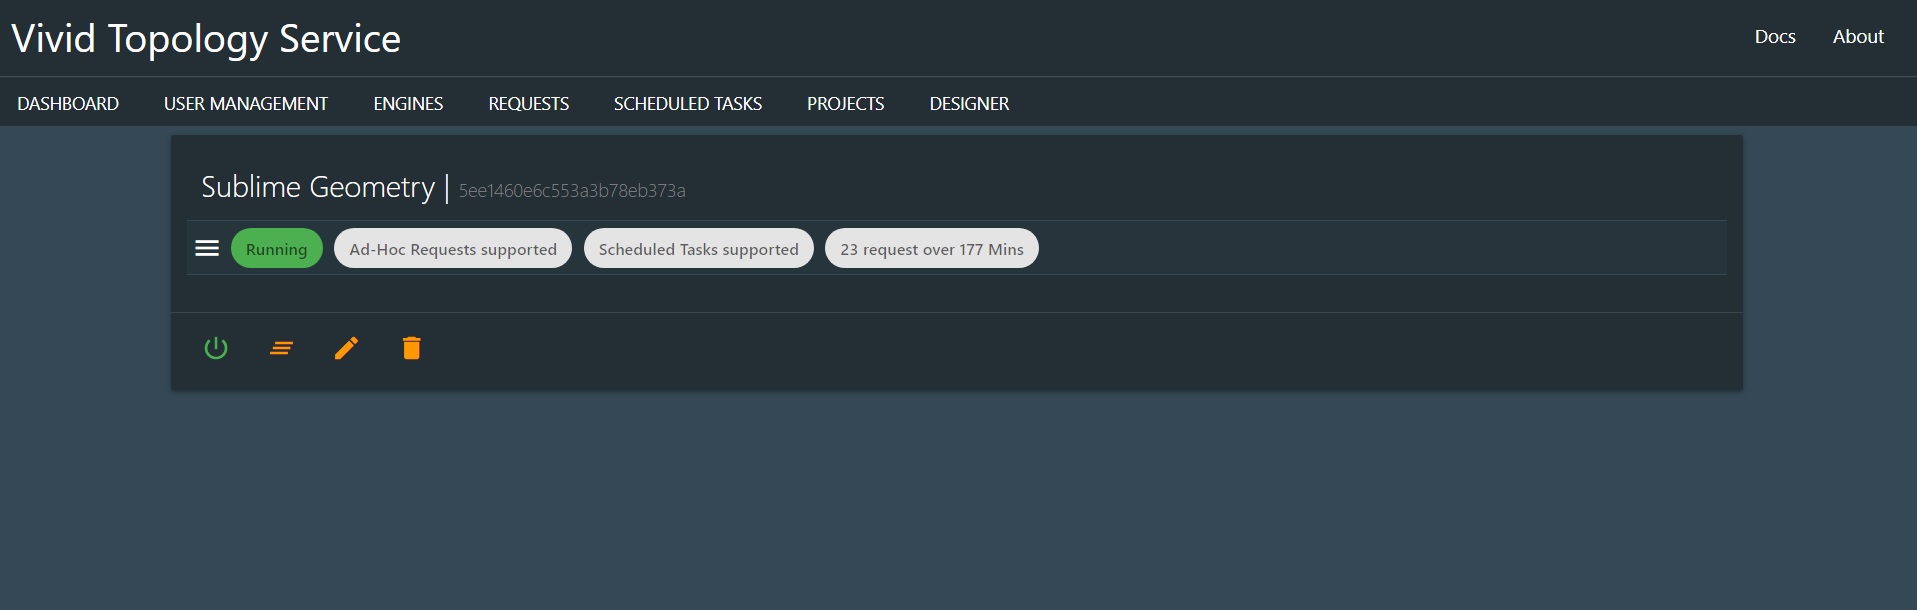 Vivid Topology Service
Docs About
DASHBOARD USER MANAGEMENT ENGINES REQUESTS SCHEDULED TASKS PROJECTS DESIGNER
Sublime Geometry | 5ee1460e6c553a3b78eb373a
Running Ad-Hoc Requests supported Scheduled Tasks supported 23 request over 177 Mins